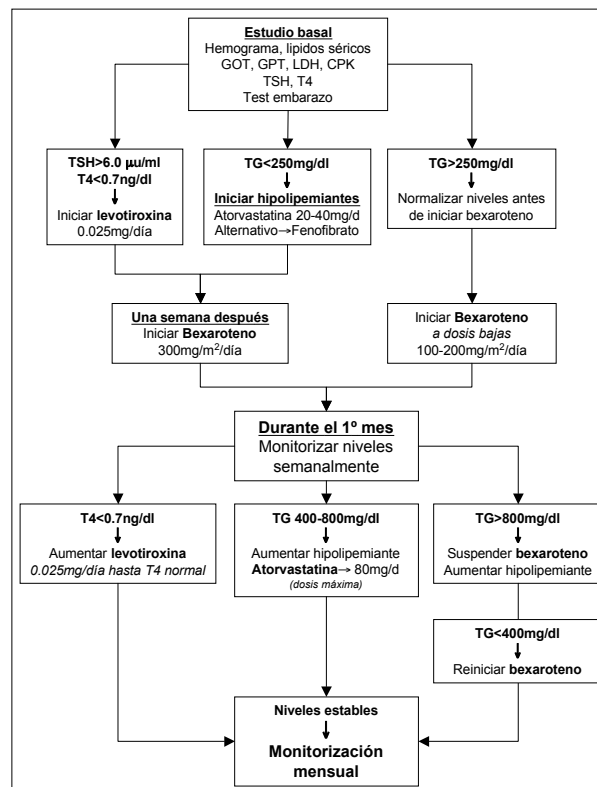 Estudio basal
Hemograma, lipidos séricos
GOT, GPT, LDH, CPK
TSH, T4
Test embarazo
TSH>6.0 µu/ml
T4<0.7ng/dl
↓
Iniciar levotiroxina
0.025mg/día
TG<250mg/dl
↓
Iniciar hipolipemiantes
Atorvastatina 20-40mg/d
Alternativo→Fenofibrato
TG>250mg/dl
↓
Normalizar niveles antes
de iniciar bexaroteno
Una semana después
Iniciar Bexaroteno
300mg/m²/día
Iniciar Bexaroteno
a dosis bajas
100-200mg/m²/día
Durante el 1º mes
Monitorizar niveles
semanalmente
T4<0.7ng/dl
↓
Aumentar levotiroxina
0.025mg/día hasta T4 normal
TG 400-800mg/dl
↓
Aumentar hipolipemiante
Atorvastatina→ 80mg/d
(dosis máxima)
TG>800mg/dl
↓
Suspender bexaroteno
Aumentar hipolipemiante
TG<400mg/dl
↓
Reiniciar bexaroteno
Niveles estables
↓
Monitorización
mensual